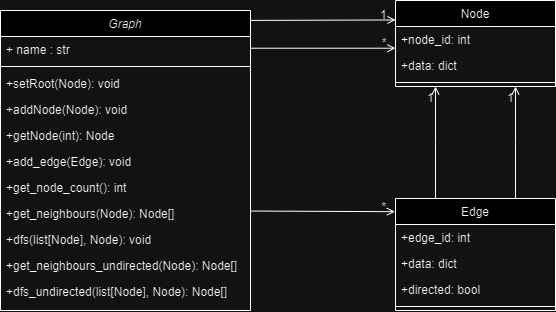 Graph
+ name : str
+setRoot(Node): void
+addNode(Node): void
+getNode(int): Node
+add_edge(Edge): void
+get_node_count(): int
+get_neighbours(Node): Node[]
+dfs(list[Node], Node): void
+get_neighbours_undirected(Node): Node[]
+dfs_undirected(list[Node], Node): Node[]
1
*
*
Node
+node_id: int
+data: dict
1
1
Edge
+edge_id: int
+data: dict
+directed: bool